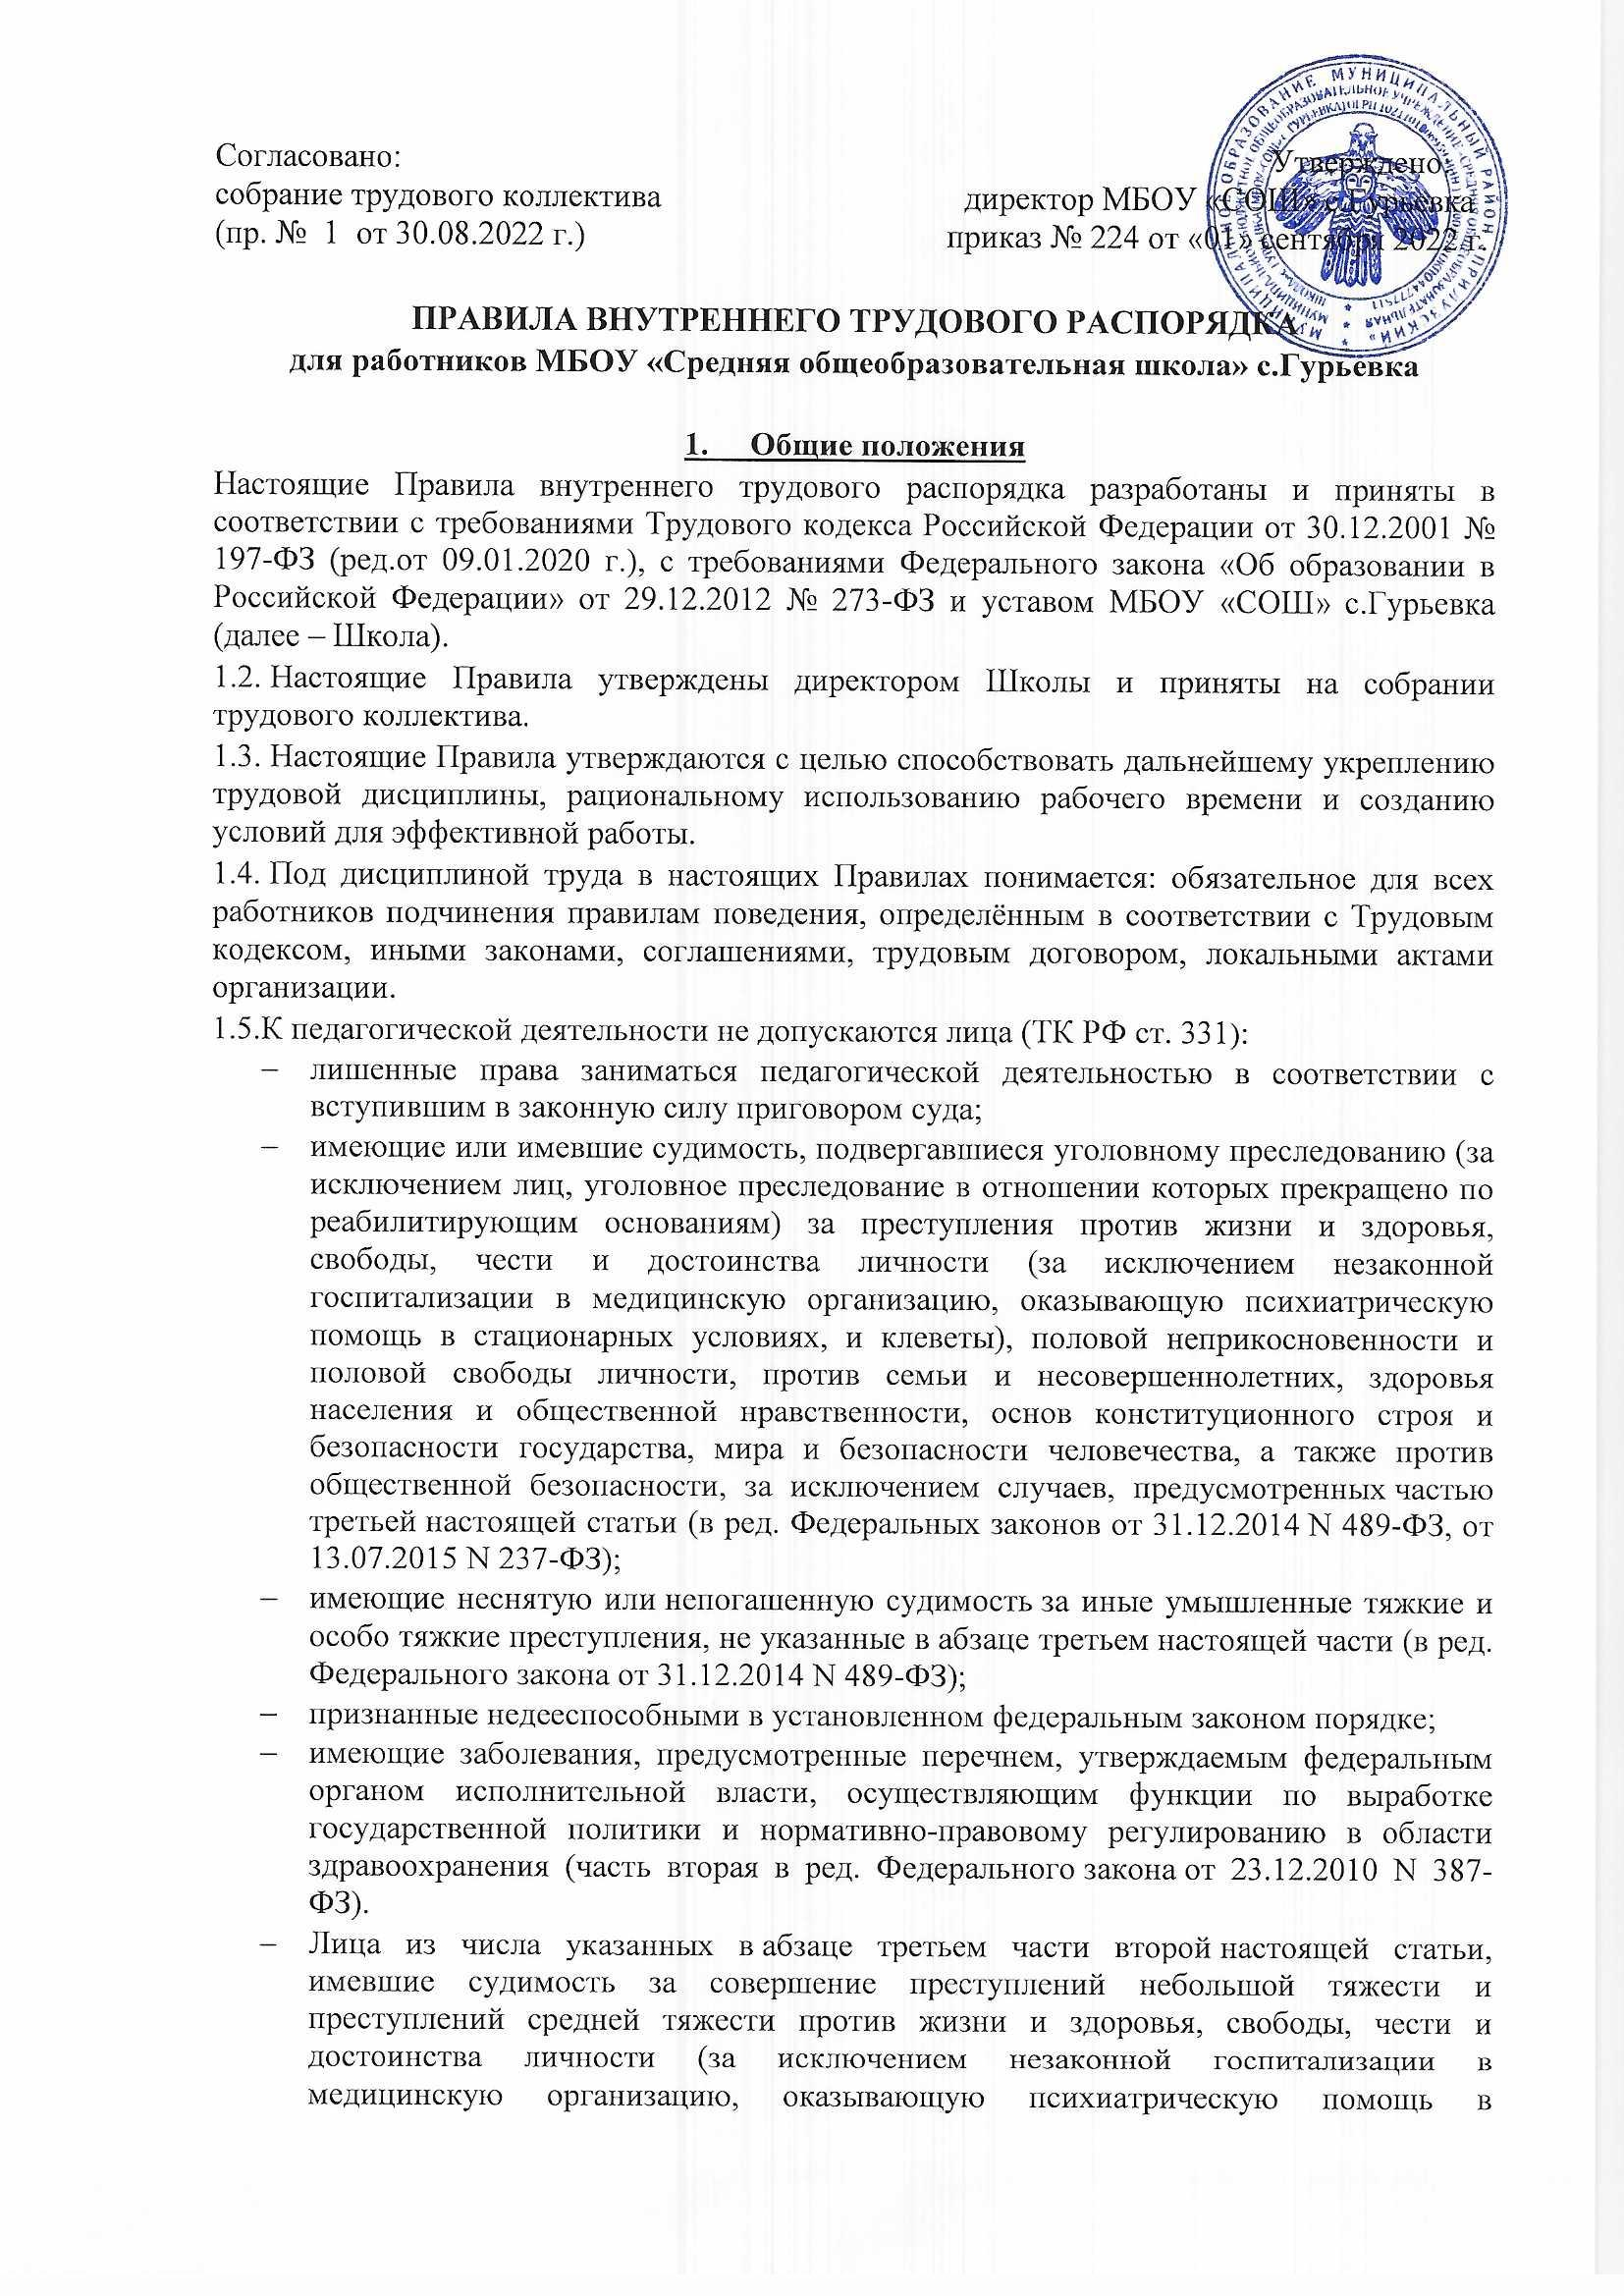 Согласовано:
собрание трудового коллектива
(пр. № 1 от 30.08.2022 г.)
Утверждено:
директор МБОУ «СОШ» с.Гурьевка
приказ № 224 от «01» сентября 2022 г.
МУНИЦИПАЛЬНОЕ ОБРАЗОВАНИЕ МУНИЦИПАЛЬНЫЙ РАЙОН «ПРИЛУЗСКИЙ»
ПРАВИЛА ВНУТРЕННЕГО ТРУДОВОГО РАСПОРЯДКА
для работников МБОУ «Средняя общеобразовательная школа» с.Гурьевка
1. Общие положения
Настоящие Правила внутреннего трудового распорядка разработаны и приняты в
соответствии с требованиями Трудового кодекса Российской Федерации от 30.12.2001 №
197-ФЗ (ред.от 09.01.2020 г.), с требованиями Федерального закона «Об образовании в
Российской Федерации» от 29.12.2012 № 273-ФЗ и уставом МБОУ «СОШ» с.Гурьевка
(далее – Школа).
1.2. Настоящие Правила утверждены директором Школы и приняты на собрании
трудового коллектива.
1.3. Настоящие Правила утверждаются с целью способствовать дальнейшему укреплению
трудовой дисциплины, рациональному использованию рабочего времени и созданию
условий для эффективной работы.
1.4. Под дисциплиной труда в настоящих Правилах понимается: обязательное для всех
работников подчинения правилам поведения, определённым в соответствии с Трудовым
кодексом, иными законами, соглашениями, трудовым договором, локальными актами
организации.
1.5.К педагогической деятельности не допускаются лица (ТК РФ ст. 331):
– лишенные права заниматься педагогической деятельностью в соответствии с
вступившим в законную силу приговором суда;
– имеющие или имевшие судимость, подвергавшиеся уголовному преследованию (за
исключением лиц, уголовное преследование в отношении которых прекращено по
реабилитирующим основаниям) за преступления против жизни и здоровья,
свободы, чести и достоинства личности (за исключением незаконной
госпитализации в медицинскую организацию, оказывающую психиатрическую
помощь в стационарных условиях, и клеветы), половой неприкосновенности и
половой свободы личности, против семьи и несовершеннолетних, здоровья
населения и общественной нравственности, основ конституционного строя и
безопасности государства, мира и безопасности человечества, а также против
общественной безопасности, за исключением случаев, предусмотренных частью
третьей настоящей статьи (в ред. Федеральных законов от 31.12.2014 N 489-ФЗ, от
13.07.2015 N 237-ФЗ);
– имеющие неснятую или непогашенную судимость за иные умышленные тяжкие и
особо тяжкие преступления, не указанные в абзаце третьем настоящей части (в ред.
Федерального закона от 31.12.2014 N 489-ФЗ);
– признанные недееспособными в установленном федеральным законом порядке;
– имеющие заболевания, предусмотренные перечнем, утверждаемым федеральным
органом исполнительной власти, осуществляющим функции по выработке
государственной политики и нормативно-правовому регулированию в области
здравоохранения (часть вторая в ред. Федерального закона от 23.12.2010 N 387-
ФЗ).
– Лица из числа указанных в абзаце третьем части второй настоящей статьи,
имевшие судимость за совершение преступлений небольшой тяжести и
преступлений средней тяжести против жизни и здоровья, свободы, чести и
достоинства личности (за исключением незаконной госпитализации в
медицинскую организацию, оказывающую психиатрическую помощь в